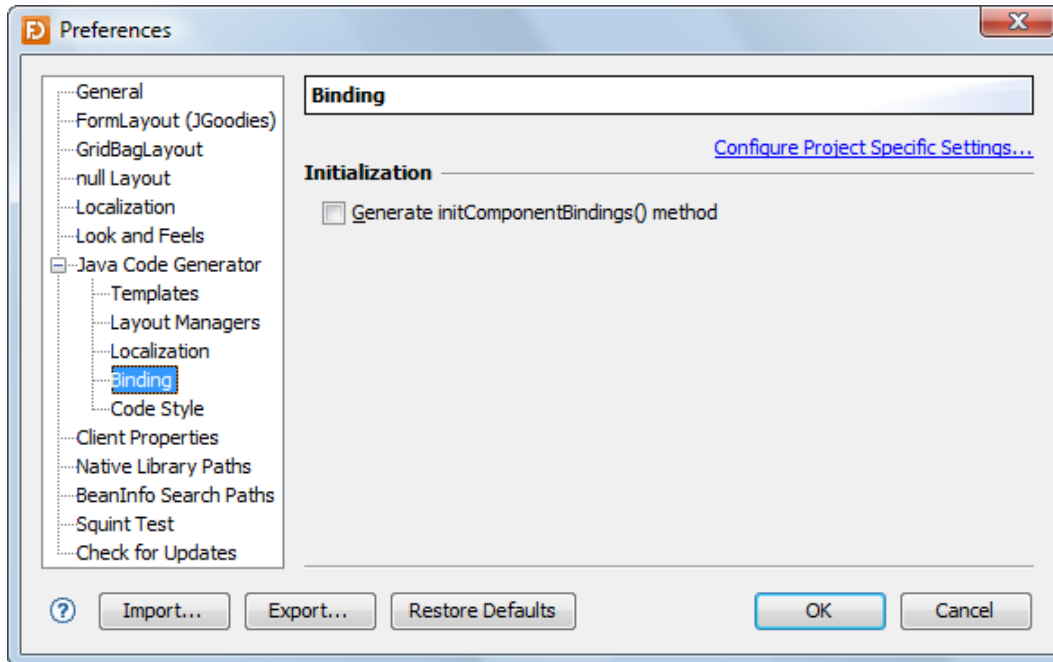 Preferences
General
FormLayout (JGoodies)
GridBagLayout
null Layout
Localization
Look and Feels
Java Code Generator
Templates
Layout Managers
Localization
Binding
Code Style
Client Properties
Native Library Paths
BeanInfo Search Paths
Squint Test
Check for Updates
Binding
Configure Project Specific Settings...
Initialization
Generate initComponentBindings() method
?
Import...
Export...
Restore Defaults
OK
Cancel